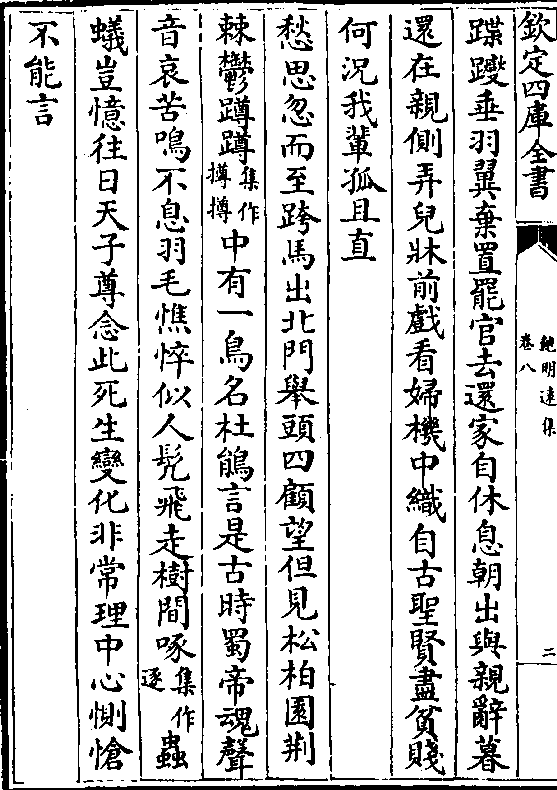 欽定四庫全書
鮑明遠集
卷八
二
蹀躞垂羽翼棄置罷官去還家自休息朝出與親辭暮
還在親側弄兒牀前戲看婦機中織自古聖賢盡貧賤
何況我輩孤且直
愁思忽而至跨馬出北門舉頭四顧望但見松柏園荆
棘鬱蹲蹲集作樽樽中有一鳥名杜鵑言是古時蜀帝魂聲
音哀苦鳴不息羽毛憔悴似人髠飛走樹間啄集作逐蟲
蟻豈憶往日天子尊念此死生變化非常理中心惻愴
不能言